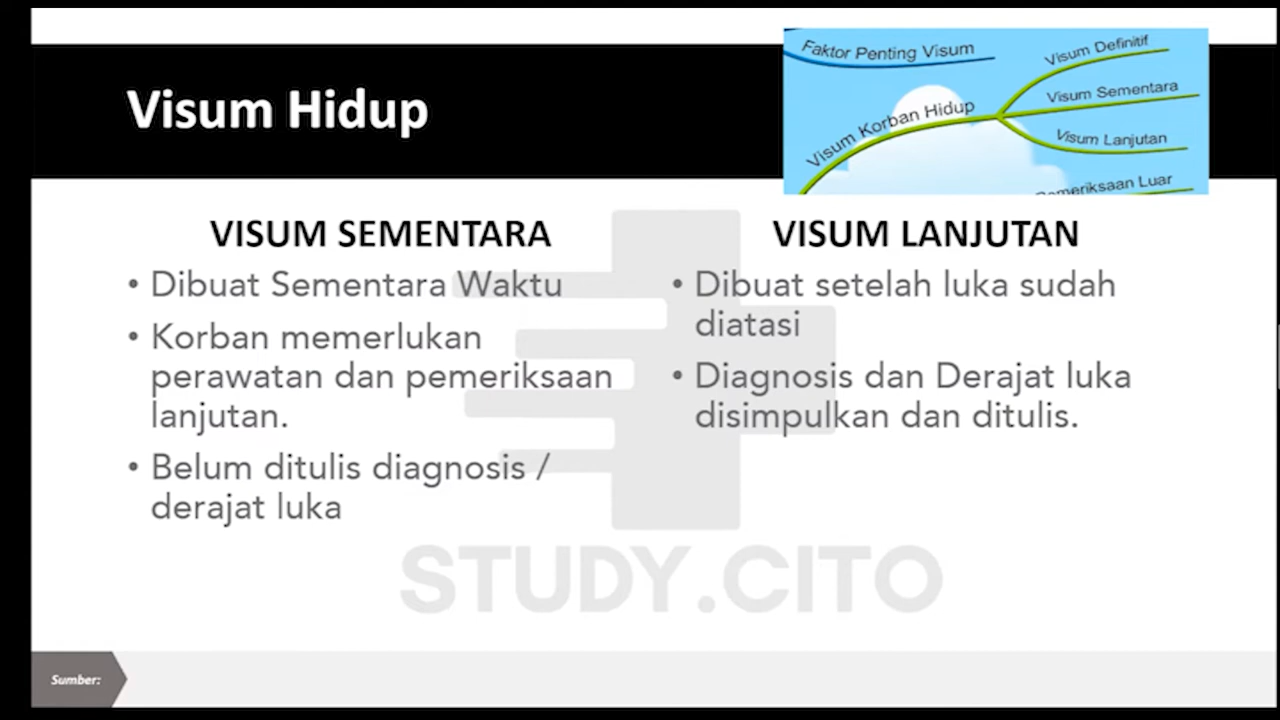 Visum Hidup
Faktor Penting Visum
Visum Korban Hidup
Visum Definitif
Visum Sementara
Visum Lanjutan
Pemeriksaan Luar
VISUM SEMENTARA
• Dibuat Sementara Waktu
• Korban memerlukan
perawatan dan pemeriksaan
lanjutan.
• Belum ditulis diagnosis /
derajat luka
VISUM LANJUTAN
• Dibuat setelah luka sudah
diatasi
• Diagnosis dan Derajat luka
disimpulkan dan ditulis.
STUDY.CITO
Sumber: